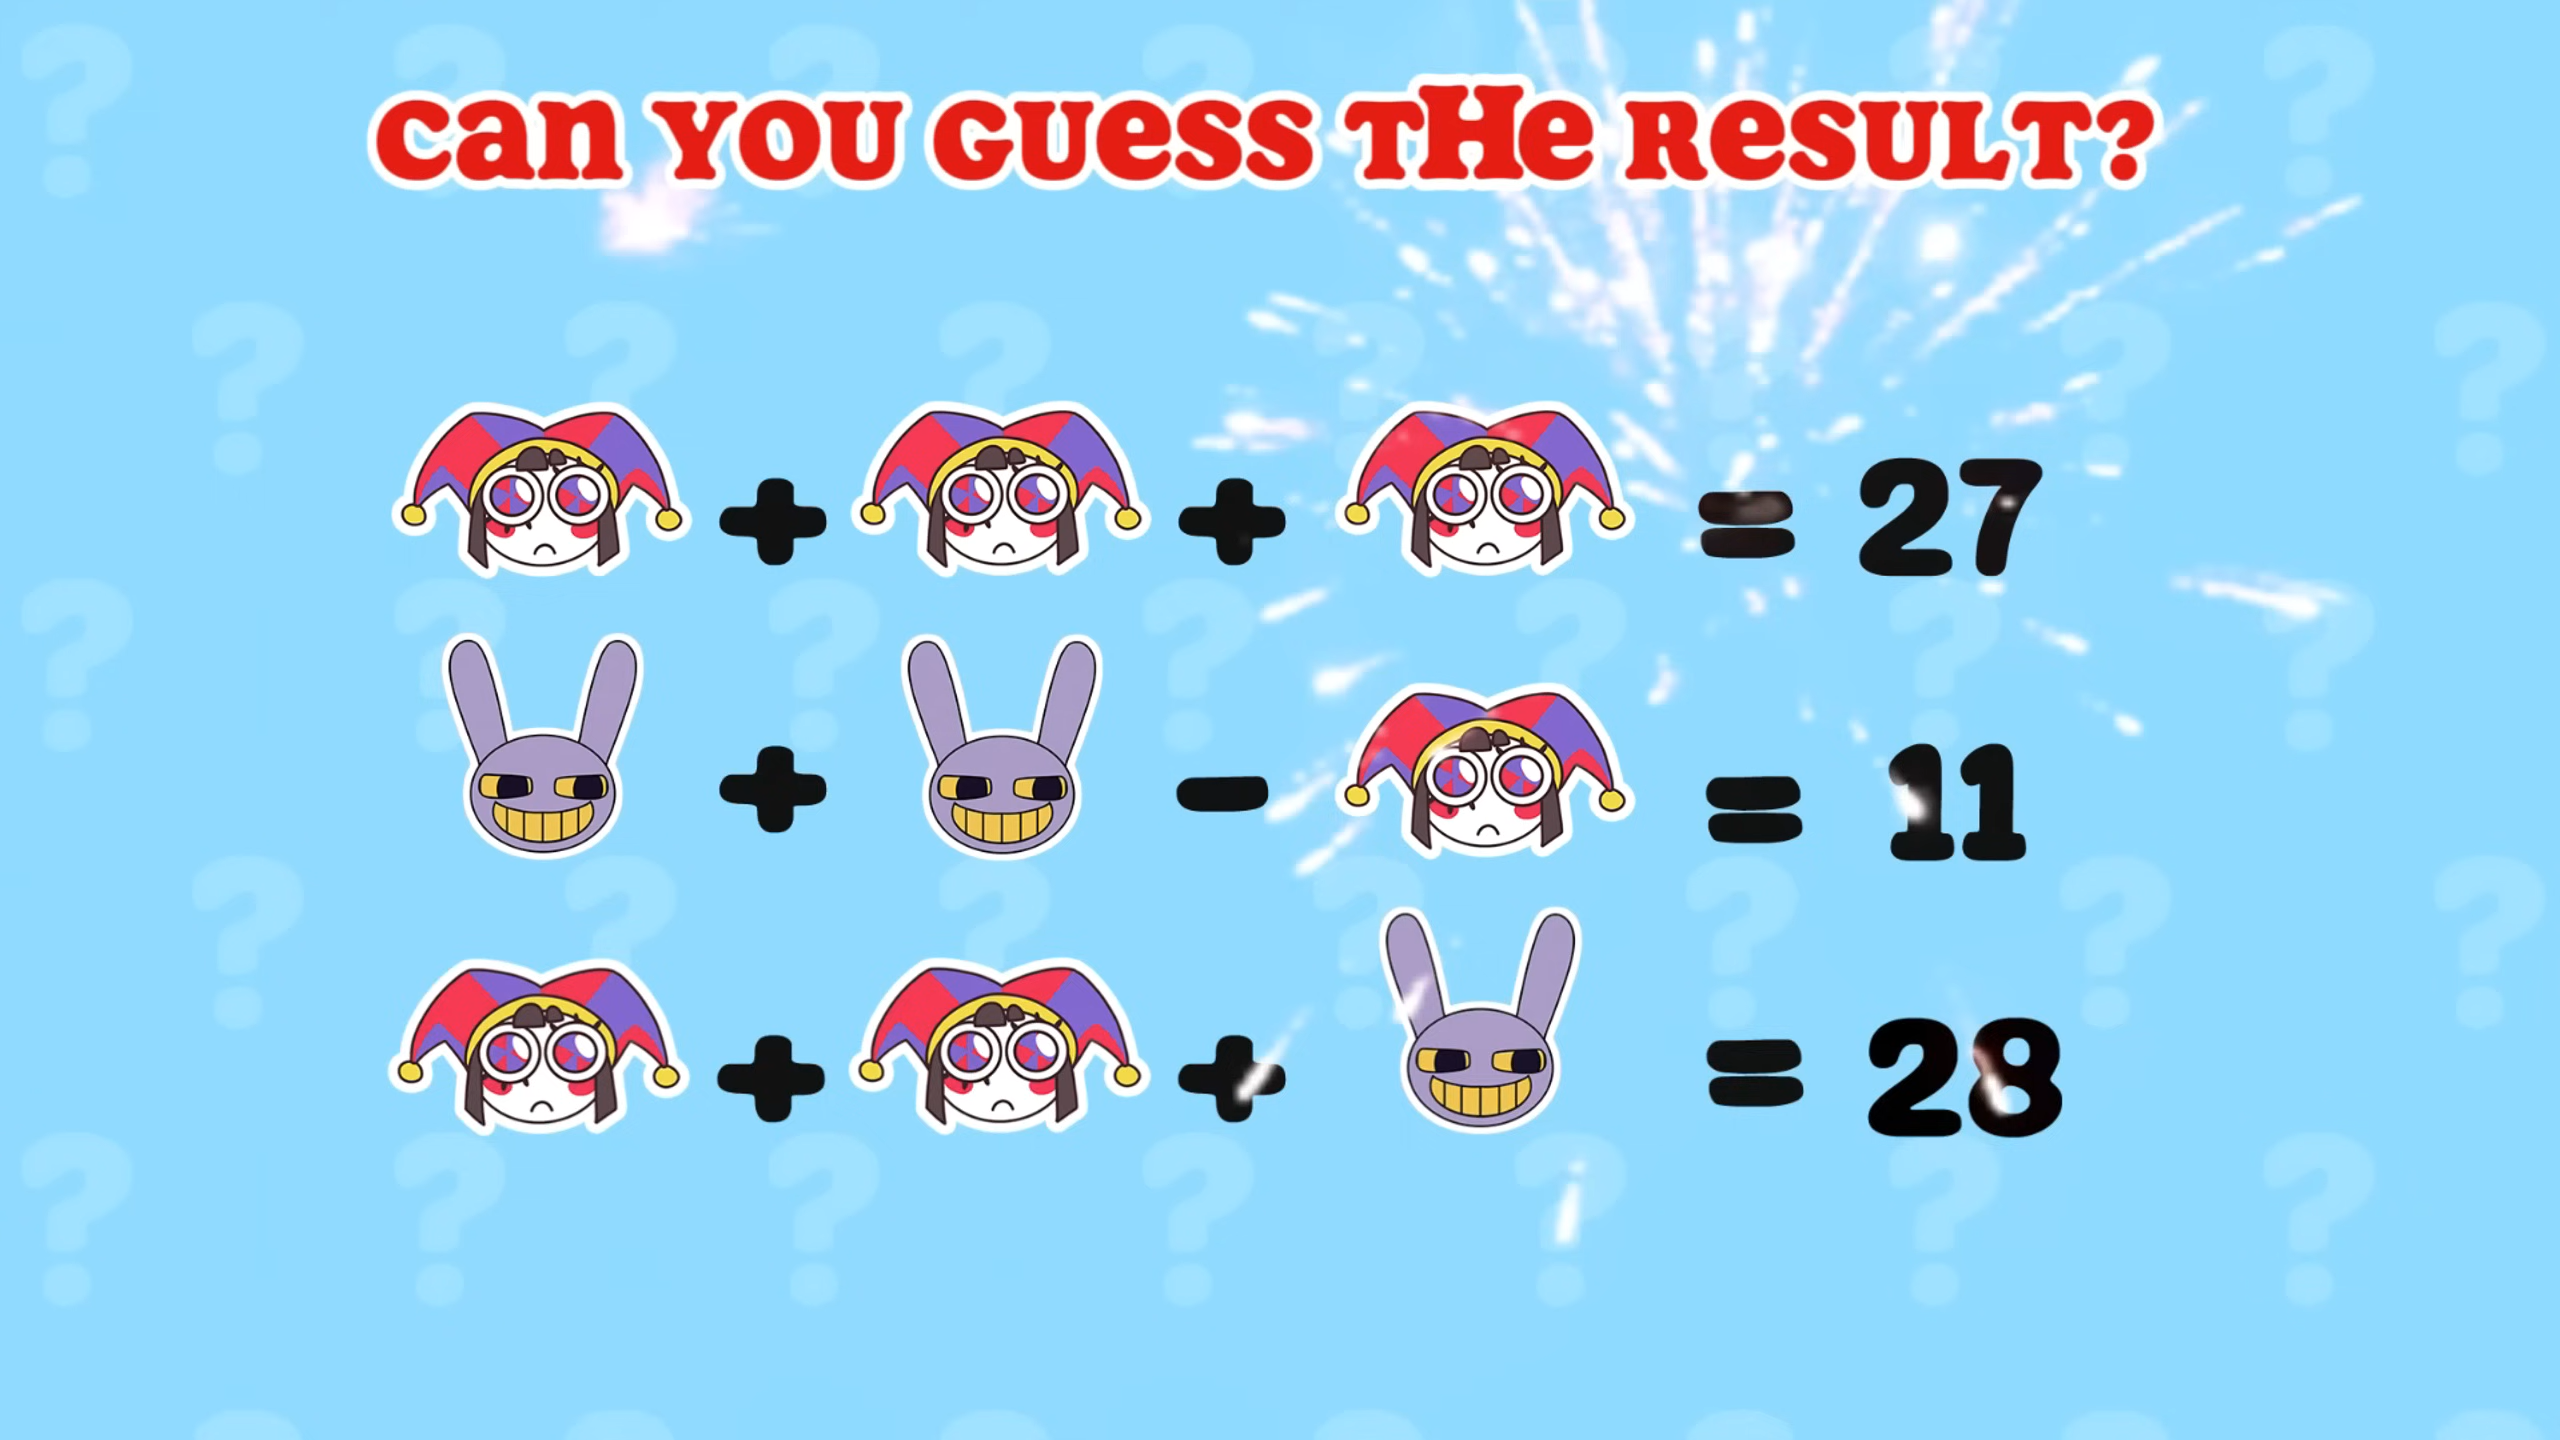 Can you guess the result?
+ + = 27
+ - = 11
+ + = 28